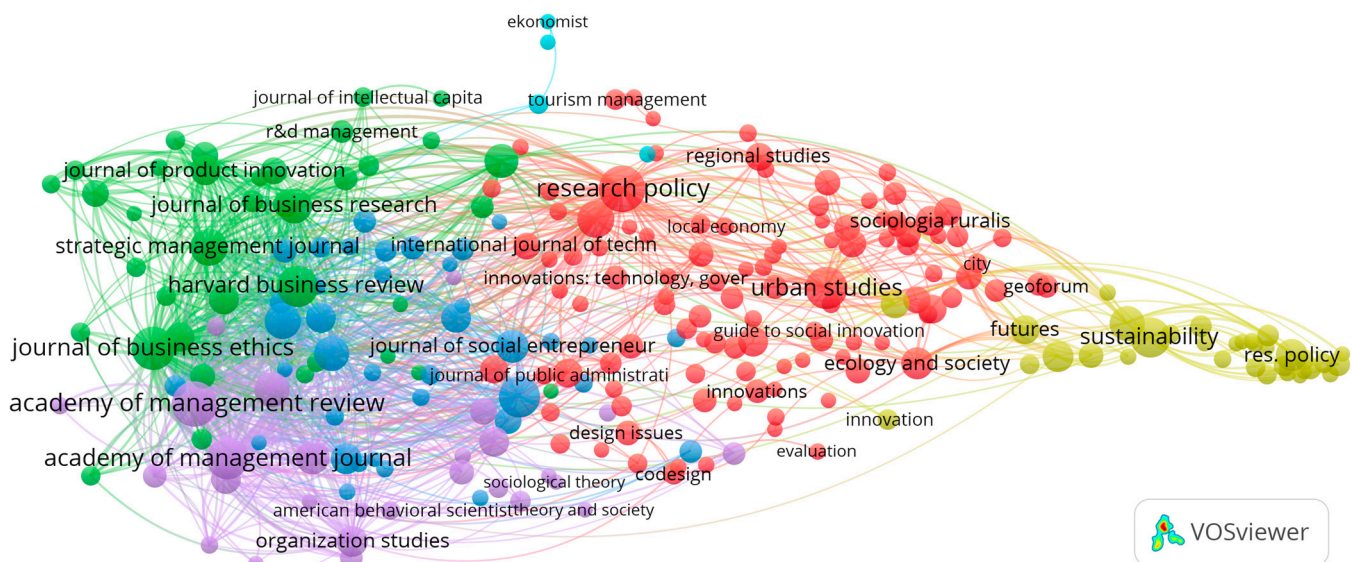 ekonomist
journal of intellectual capita
tourism management
r&d management
regional studies
journal of product innovation
research policy
journal of business research
sociologia ruralis
local economy
strategic management journal
international journal of techn
city
innovations: technology, gover
harvard business review
urban studies
geoforum
guide to social innovation
futures
sustainability
journal of business ethics
journal of social entrepreneur
res. policy
ecology and society
journal of public administrati
innovations
academy of management review
innovation
design issues
evaluation
academy of management journal
codesign
sociological theory
american behavioral scientist
theory and society
organization studies
VOSviewer